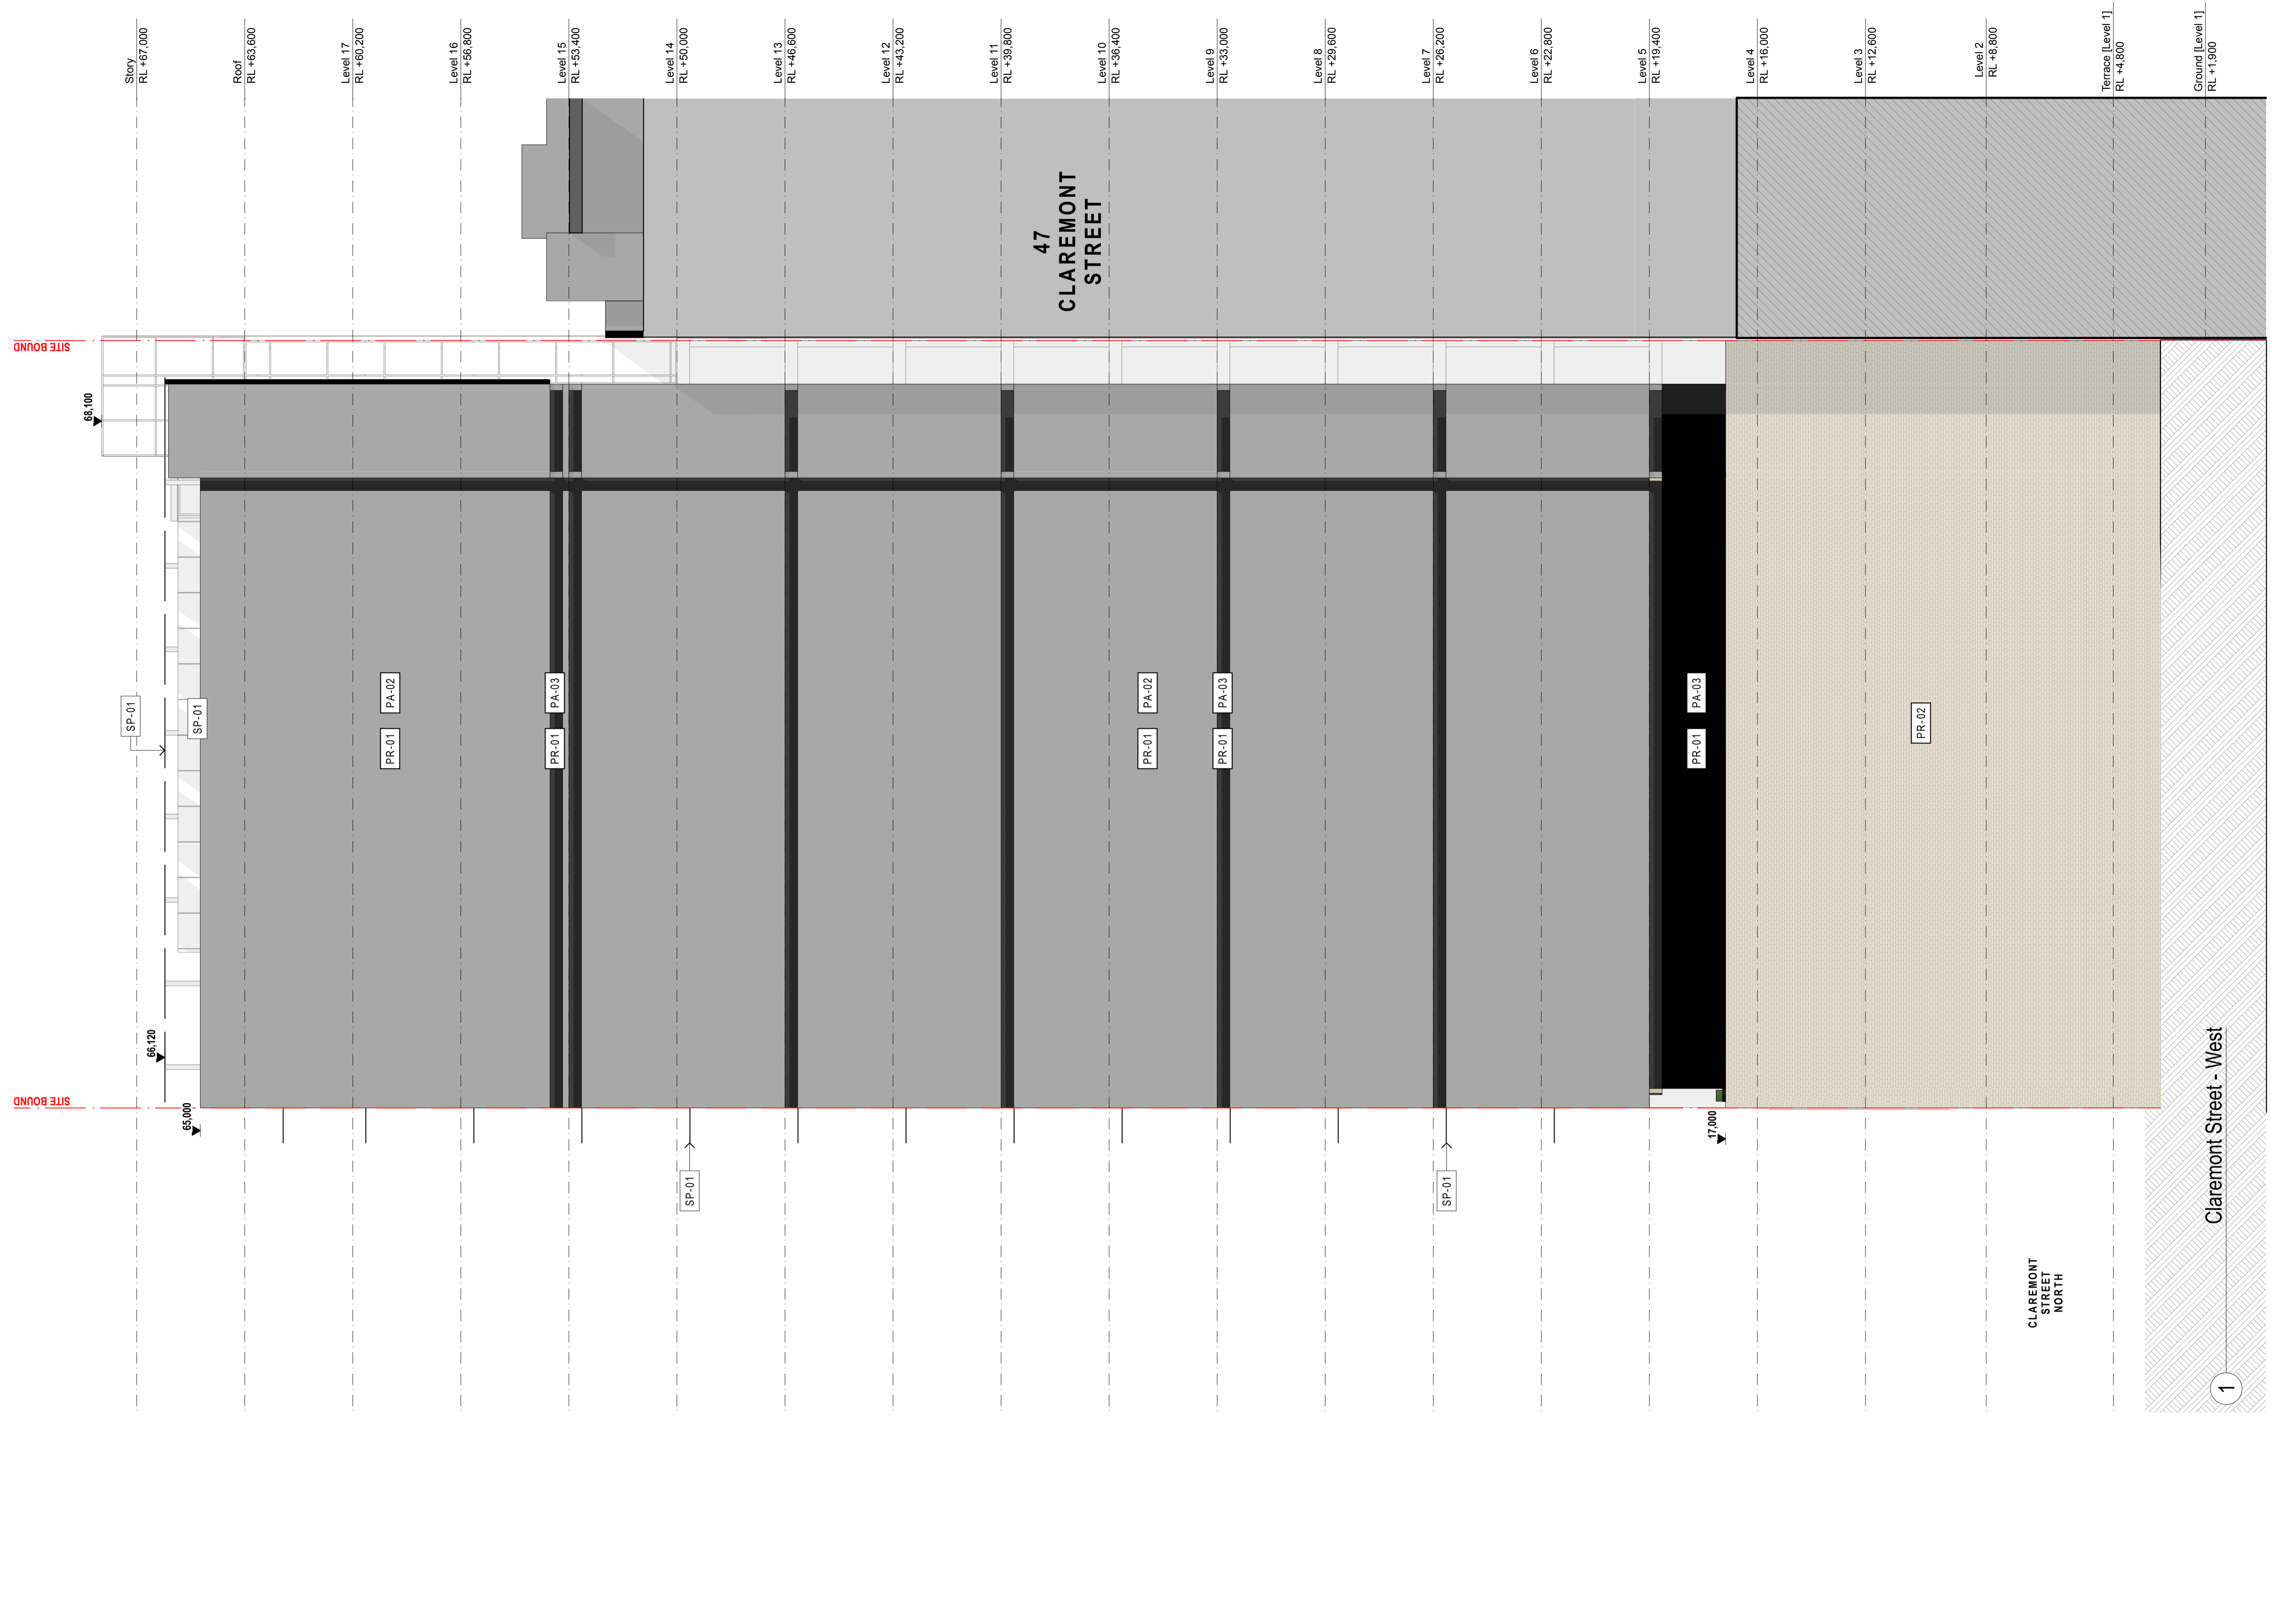 Story
RL +67,000
Roof
RL +63,600
Level 17
RL +60,200
Level 16
RL +56,800
Level 15
RL +53,400
Level 14
RL +50,000
Level 13
RL +46,600
Level 12
RL +43,200
Level 11
RL +39,800
Level 10
RL +36,400
Level 9
RL +33,000
Level 8
RL +29,600
Level 7
RL +26,200
Level 6
RL +22,800
Level 5
RL +19,400
Level 4
RL +16,000
Level 3
RL +12,600
Level 2
RL +8,800
Terrace [Level 1]
RL +4,800
Ground [Level 1]
RL +1,900
SITE BOUND
SITE BOUND
68,100
66,120
65,000
17,000
47
CLAREMONT
STREET
SP-01
SP-01
PR-01
PA-02
PR-01
PA-03
PR-01
PA-02
PR-01
PA-03
PR-01
PA-03
PR-02
SP-01
SP-01
CLAREMONT
STREET
NORTH
1
Claremont Street - West